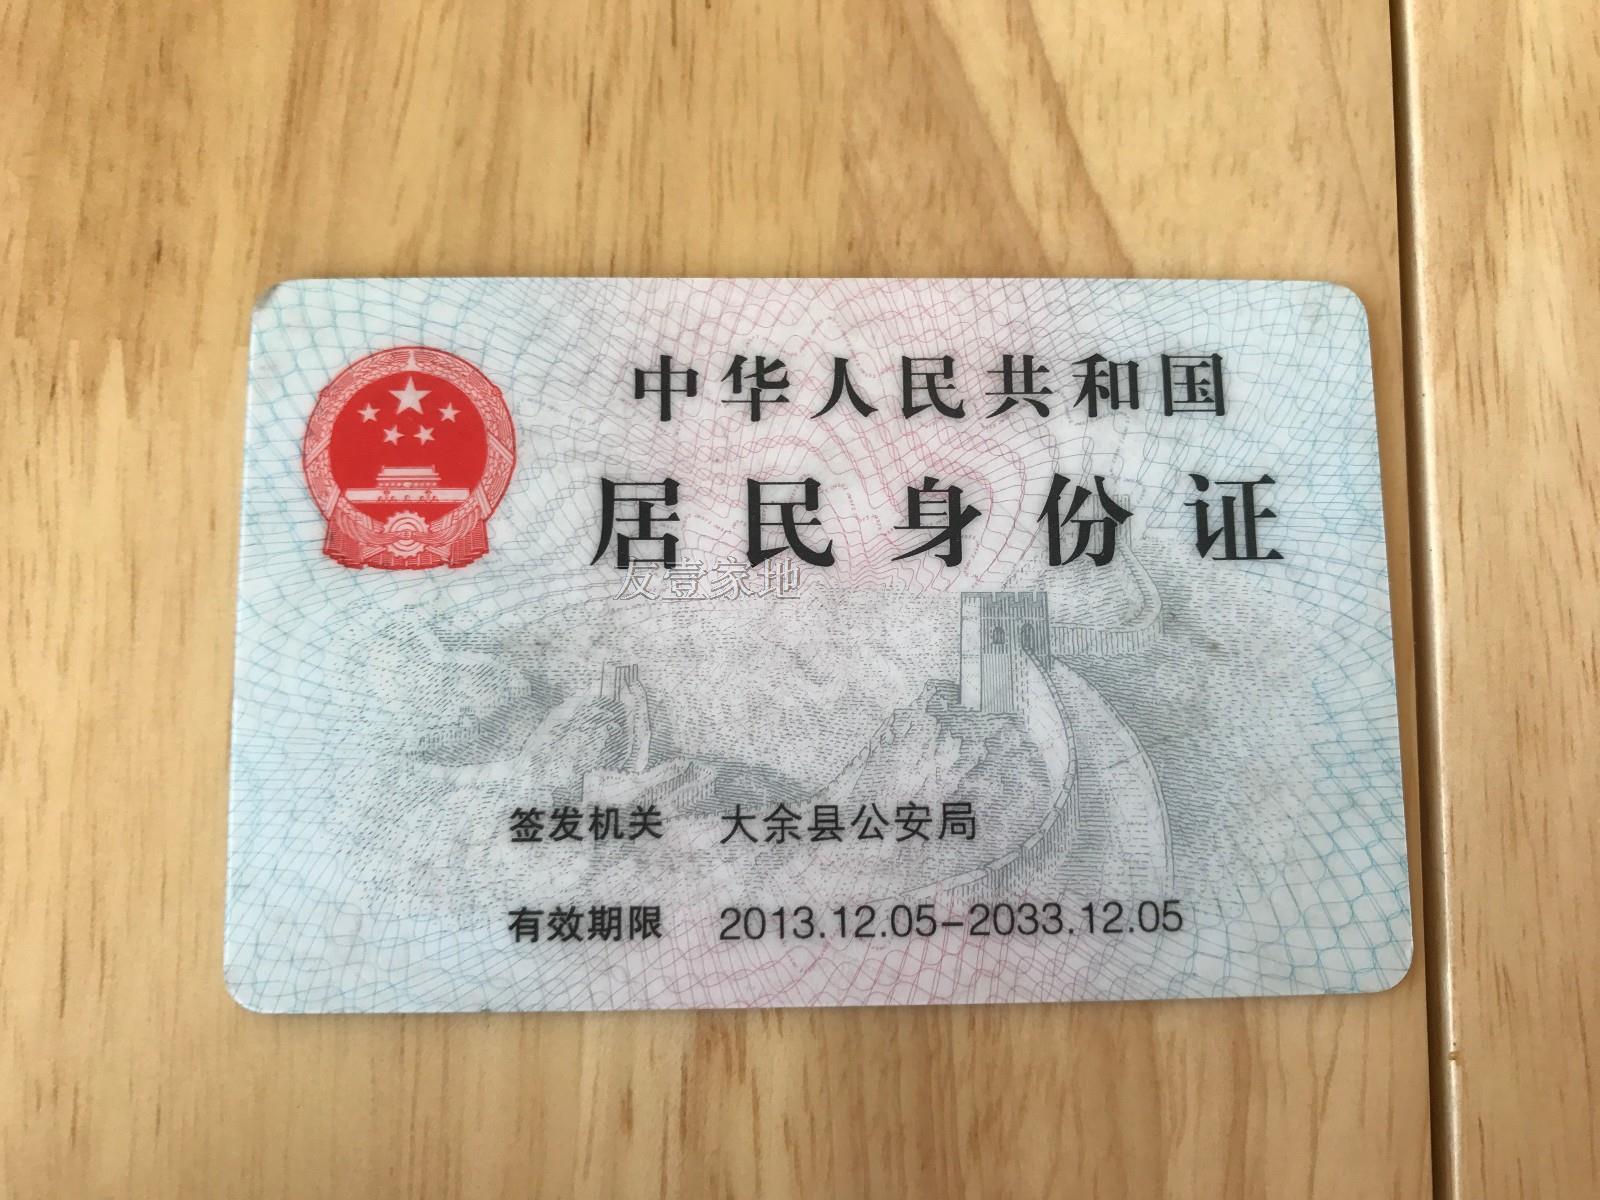 中华人民共和国
居民身份证
友壹家地
签发机关 大余县公安局
有效期限 2013.12.05-2033.12.05